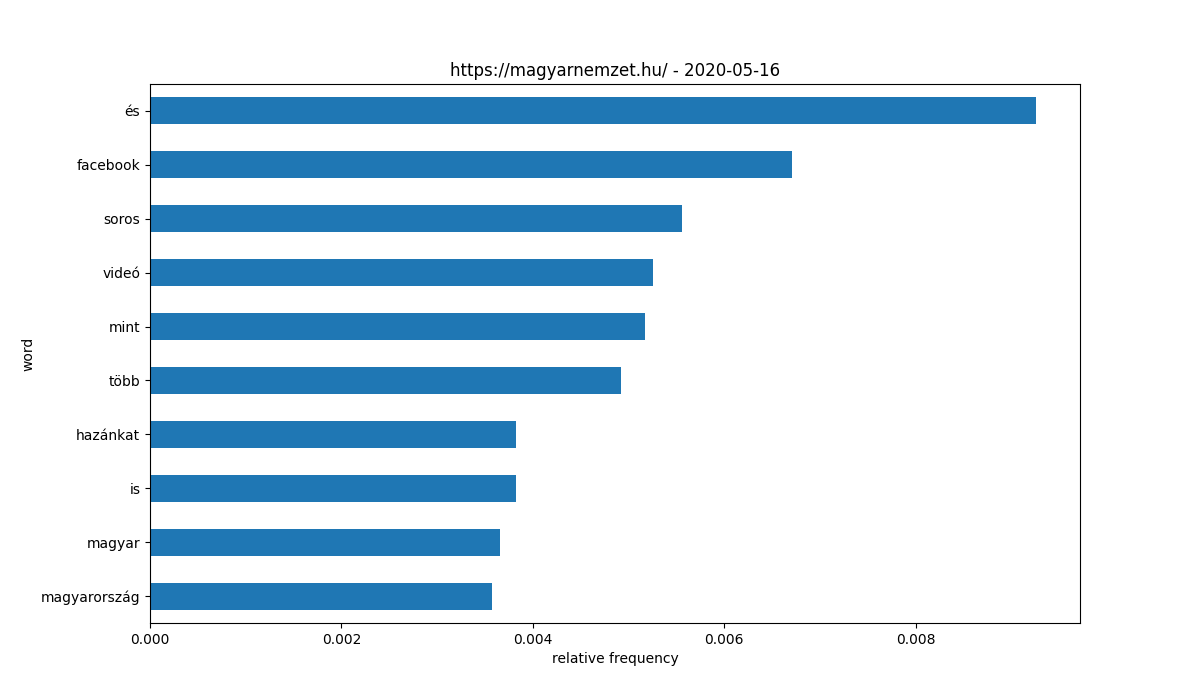 https://magyarnemzet.hu/ - 2020-05-16
és
facebook
soros
videó
mint
több
hazánkat
is
magyar
magyarország
word
0.000 0.002 0.004 0.006 0.008
relative frequency